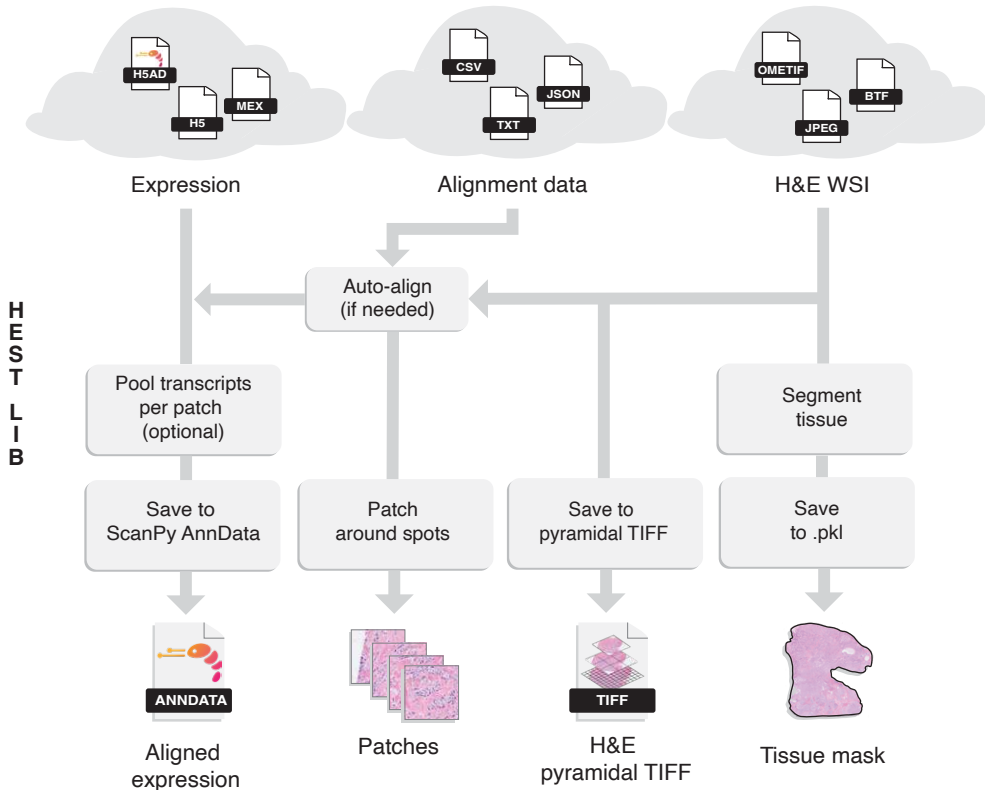 H5AD
H5
MEX
CSV
TXT
JSON
OMETIF
JPEG
BTF
Expression
Alignment data
H&E WSI
Auto-align
(if needed)
HEST LIB
Pool transcripts
per patch
(optional)
Segment
tissue
Save to
ScanPy AnnData
Patch
around spots
Save to
pyramidal TIFF
Save
to .pkl
ANNDATA
TIFF
Aligned
expression
Patches
H&E
pyramidal TIFF
Tissue mask